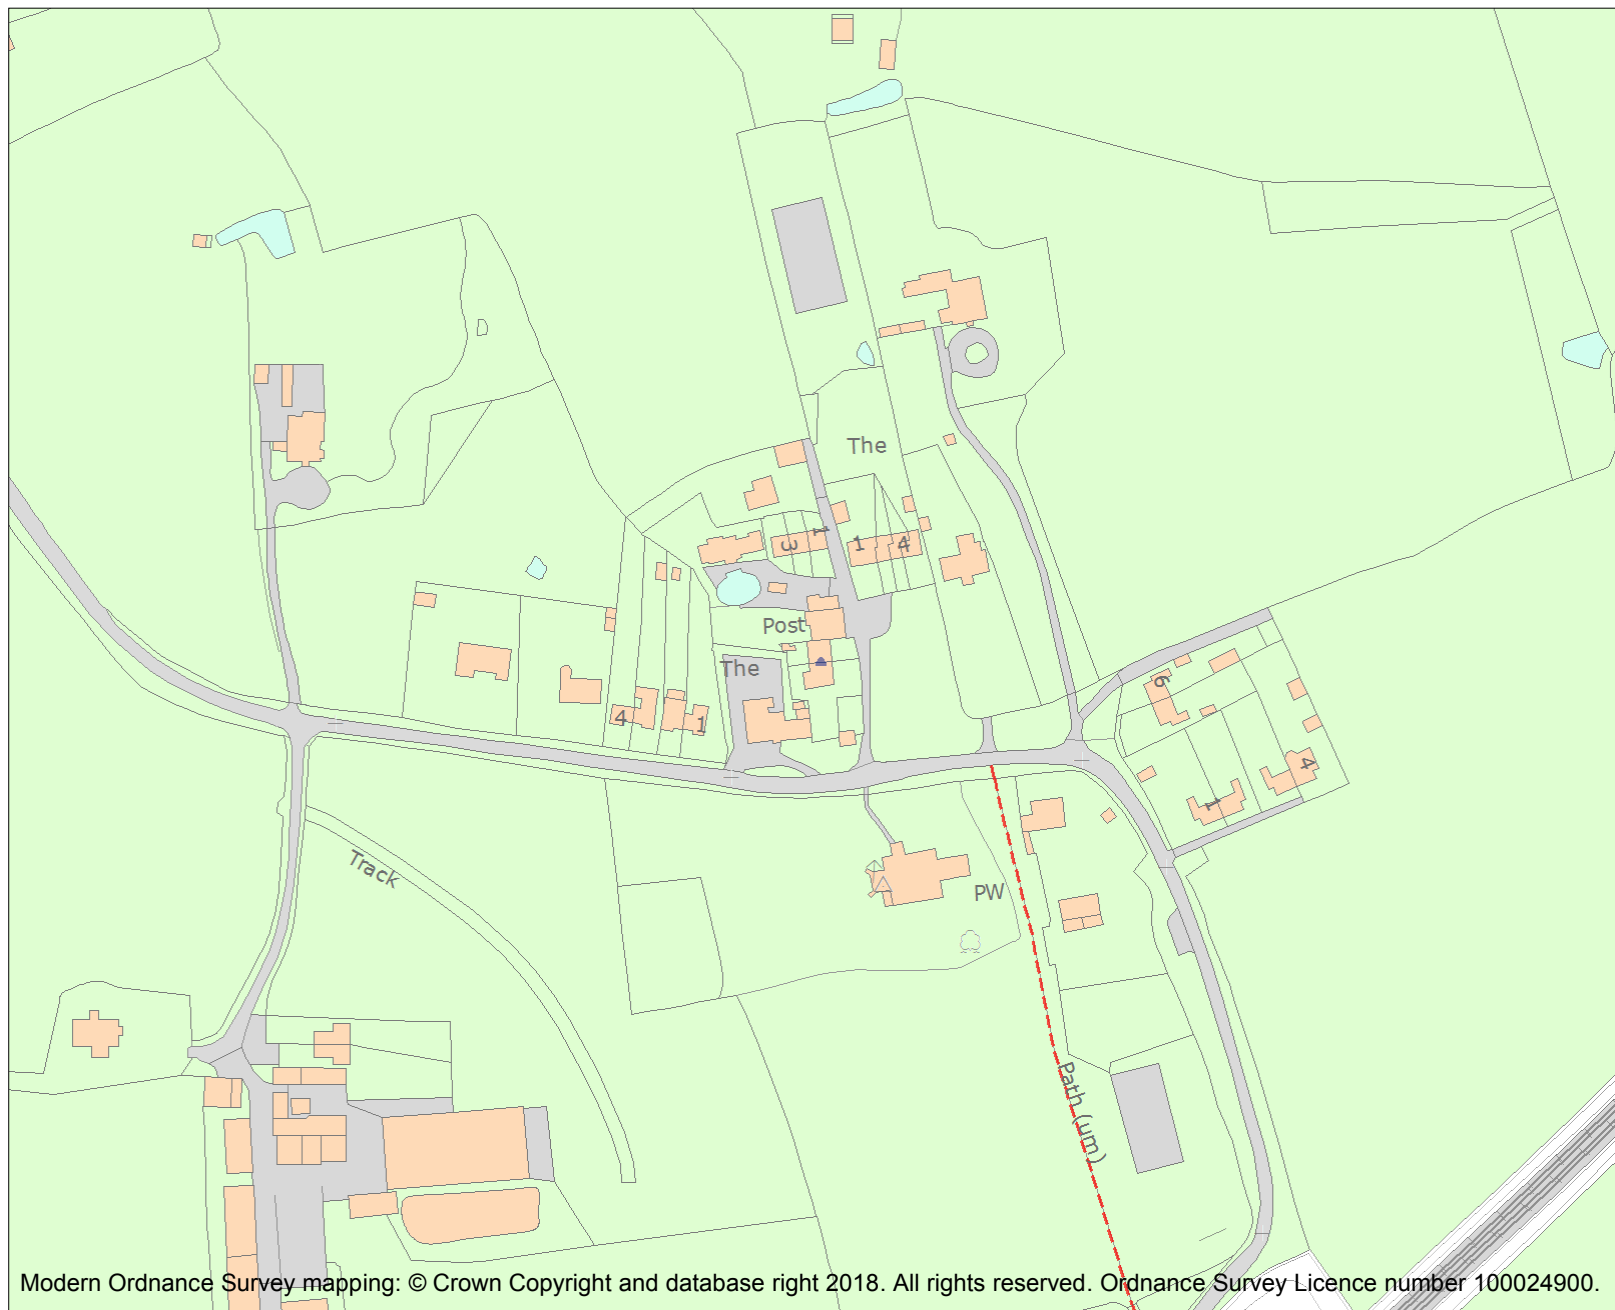 The
3
1
1
4
Post
The
4
1
6
4
1
Track
PW
Path (um)
Modern Ordnance Survey mapping: © Crown Copyright and database right 2018. All rights reserved. Ordnance Survey Licence number 100024900.